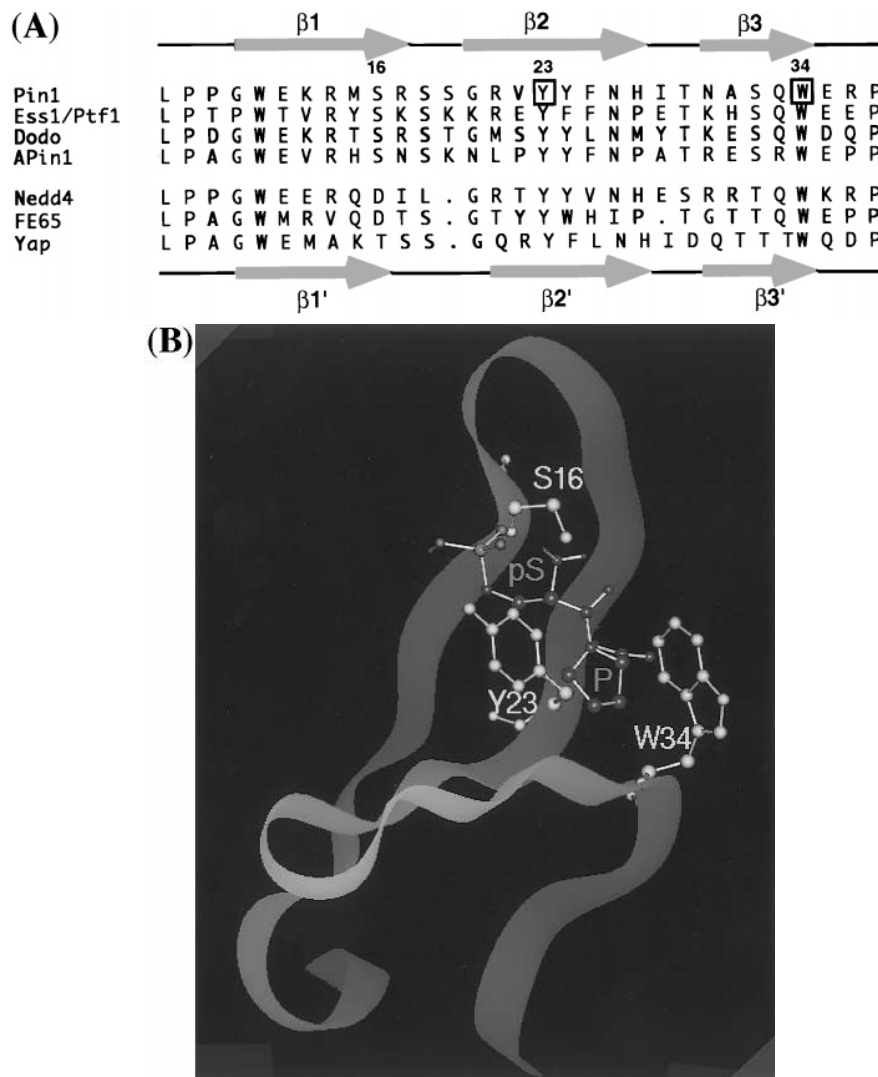 (A)
β1 β2 β3
16 23 34
Pin1 L P P G W E K R M S R S S G R V Y Y F N H I T N A S Q W E R P
Ess1/Ptf1 L P T P W T V R Y S K S K K R E Y F F N P E T K H S Q W E E P
Dodo L P D G W E K R T S R S T G M S Y Y L N M Y T K E S Q W D Q P
APin1 L P A G W E V R H S N S K N L P Y Y F N P A T R E S R W E P P
Nedd4 L P P G W E E R Q D I L . G R T Y Y V N H E S R R T Q W K R P
FE65 L P A G W M R V Q D T S . G T Y Y W H I P . T G T T Q W E P P
Yap L P A G W E M A K T S S . G Q R Y F L N H I D Q T T T W Q D P
β1' β2' β3'
(B)
S16
pS
Y23
P
W34